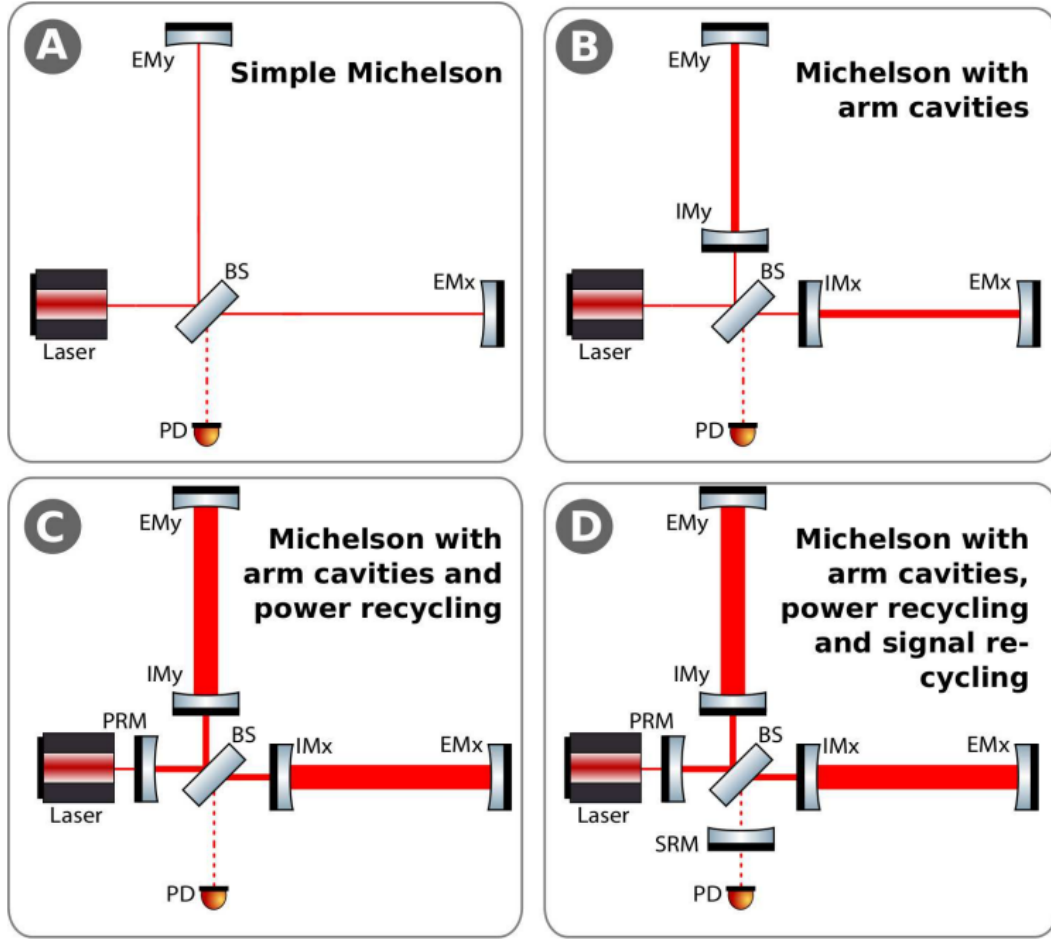 A
Simple Michelson
EMy
BS
EMx
Laser
PD
B
Michelson with
arm cavities
EMy
IMy
BS
IMx
EMx
Laser
PD
C
Michelson with
arm cavities and
power recycling
EMy
IMy
PRM
BS
IMx
EMx
Laser
PD
D
Michelson with
arm cavities,
power recycling
and signal re-
cycling
EMy
IMy
PRM
BS
IMx
EMx
Laser
SRM
PD